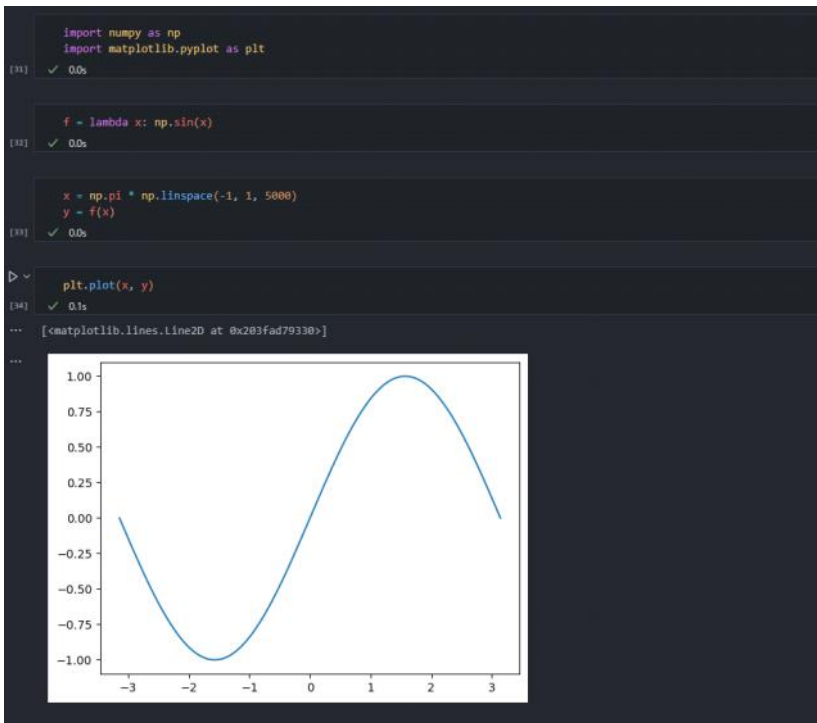 import numpy as np
import matplotlib.pyplot as plt
[31] ✓ 0.0s
f = lambda x: np.sin(x)
[32] ✓ 0.0s
x = np.pi * np.linspace(-1, 1, 5000)
y = f(x)
[33] ✓ 0.0s
plt.plot(x, y)
[34] ✓ 0.1s
... [<matplotlib.lines.Line2D at 0x203fad79330>]
...
1.00
0.75
0.50
0.25
0.00
−0.25
−0.50
−0.75
−1.00
−3 −2 −1 0 1 2 3